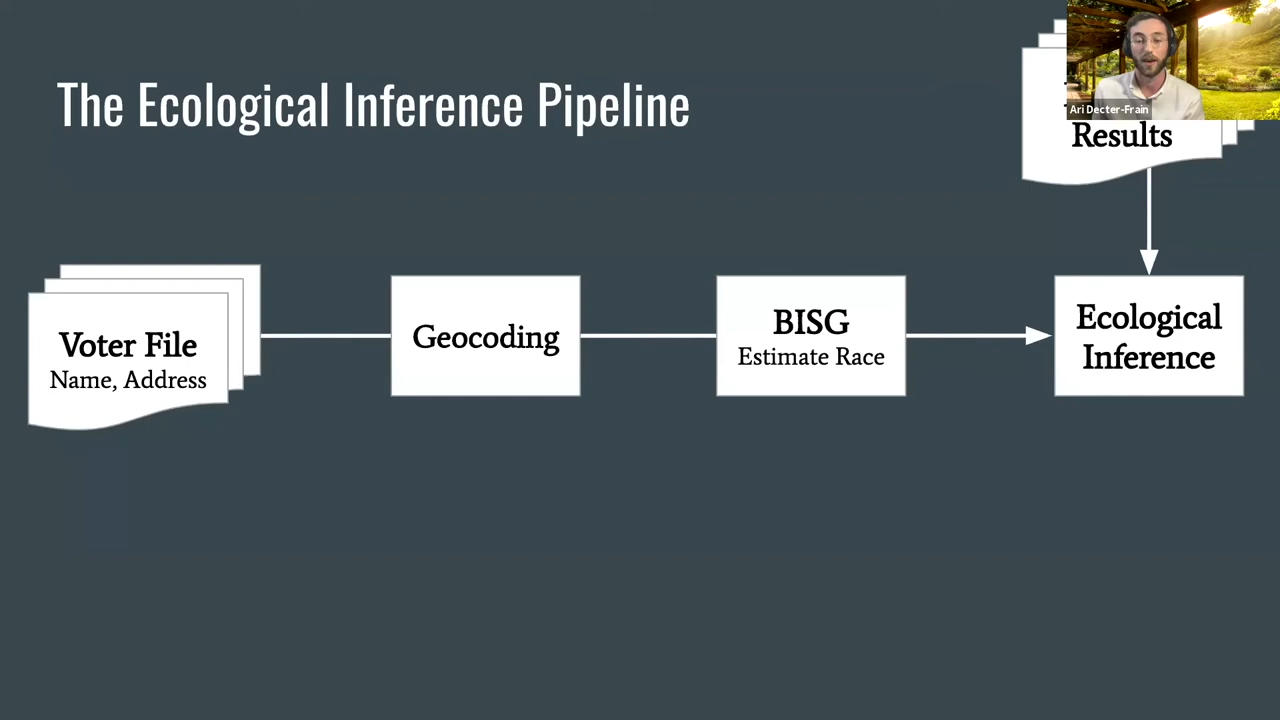 The Ecological Inference Pipeline
Ari Decter-Frain
Results
Voter File
Name, Address
Geocoding
BISG
Estimate Race
Ecological
Inference